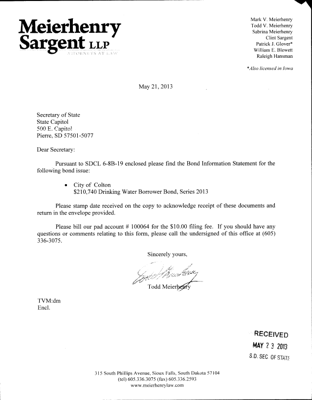 Meierhenry
Sargent LLP
Mark V. Meierhenry
Todd V. Meierhenry
Sabrina Meierhenry
Clint Sargent
Patrick J. Glover*
William E. Blewett
Raleigh Hansman
*Also licensed in Iowa
May 21, 2013
Secretary of State
State Capitol
500 E. Capitol
Pierre, SD 57501-5077
Dear Secretary:
Pursuant to SDCL 6-8B-19 enclosed please find the Bond Information Statement for the
following bond issue:
• City of Colton
$210,740 Drinking Water Borrower Bond, Series 2013
Please stamp date received on the copy to acknowledge receipt of these documents and
return in the envelope provided.
Please bill our pad account # 100064 for the $10.00 filing fee. If you should have any
questions or comments relating to this form, please call the undersigned of this office at (605)
336-3075.
Sincerely yours,
Todd Meierhenry
TVM:dm
Encl.
RECEIVED
MAY 23 2013
S.D. SEC OF STATE
315 South Phillips Avenue, Sioux Falls, South Dakota 57104
(tel) 605.336.3075 (fax) 605.336.2593
www.meierhenrylaw.com